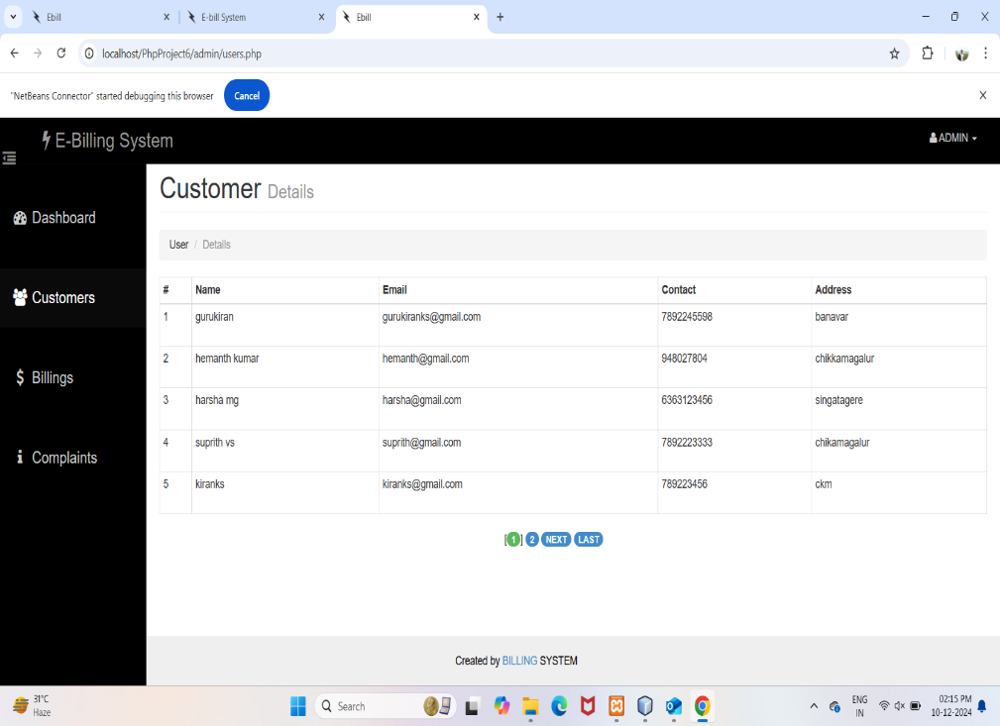 Ebill
E-bill System
Ebill
localhost/PhpProject6/admin/users.php
"NetBeans Connector" started debugging this browser Cancel
E-Billing System
ADMIN
Dashboard
Customers
Billings
Complaints
Customer Details
User / Details
# Name Email Contact Address
1 gurukiran gurukiranks@gmail.com 7892245598 banavar
2 hemanth kumar hemanth@gmail.com 948027804 chikkamagalur
3 harsha mg harsha@gmail.com 6363123456 singatagere
4 suprith vs suprith@gmail.com 7892223333 chikamagalur
5 kiranks kiranks@gmail.com 789223456 ckm
[1] 2 NEXT LAST
Created by BILLING SYSTEM
31°C
Haze
Search
ENG
IN
02:15 PM
10-12-2024